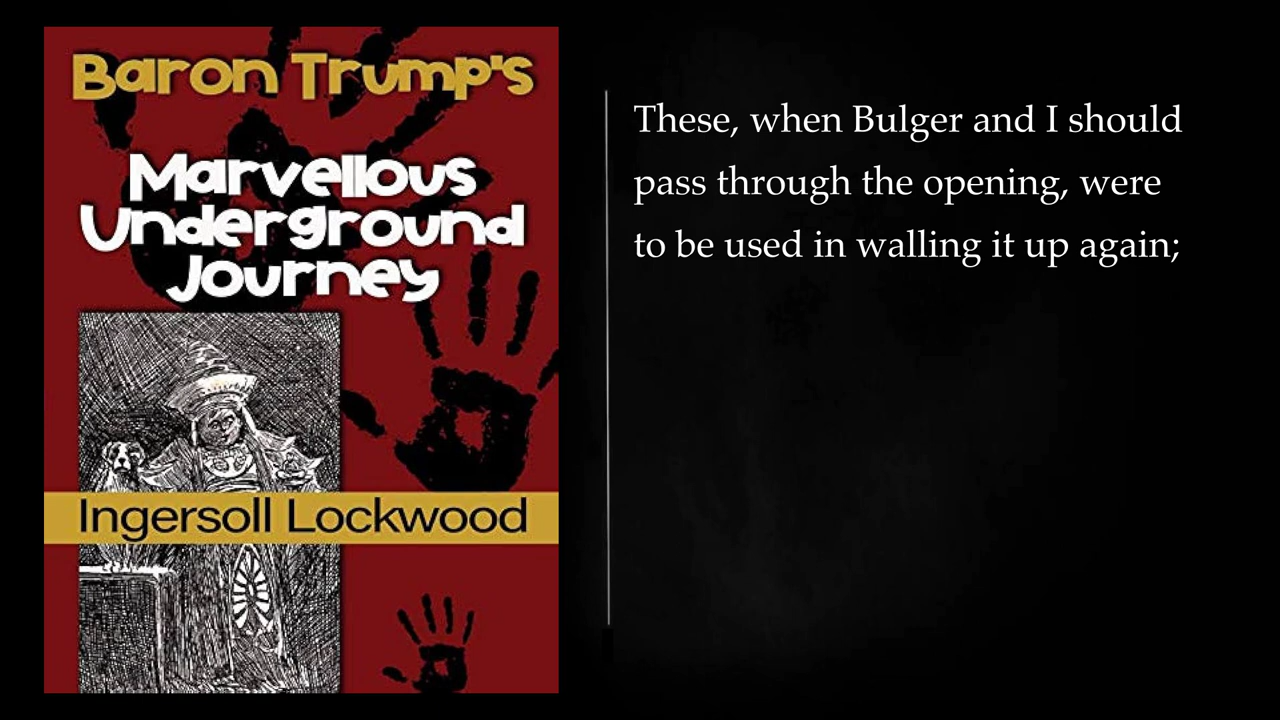 Baron Trump's
Marvellous
Underground
Journey
Ingersoll Lockwood
These, when Bulger and I should
pass through the opening, were
to be used in walling it up again;